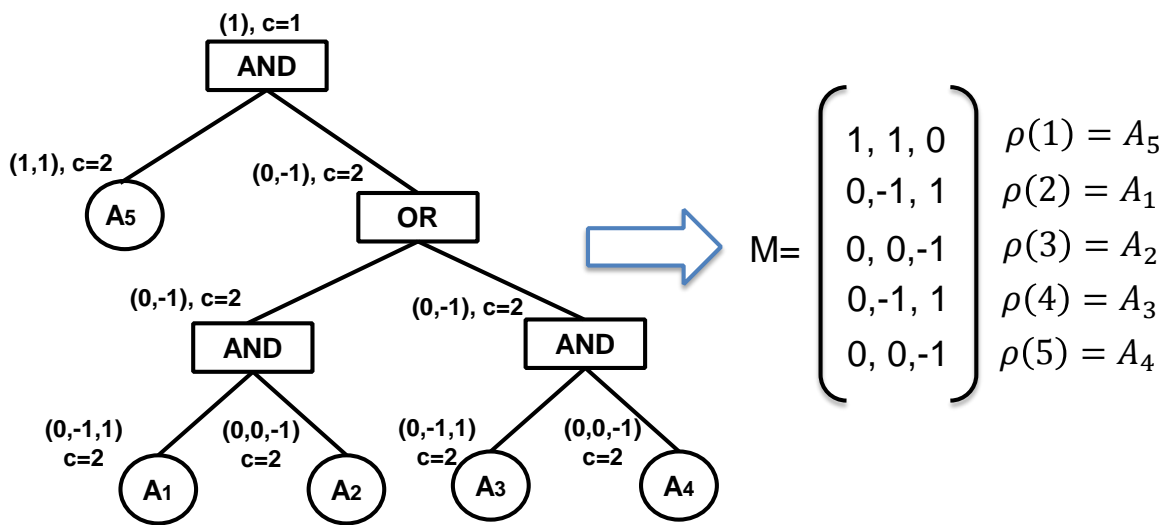 (1), c=1
AND
(1,1), c=2
(0,-1), c=2
A5
OR
(0,-1), c=2
(0,-1), c=2
AND
AND
(0,-1,1)
c=2
(0,0,-1)
c=2
(0,-1,1)
c=2
(0,0,-1)
c=2
A1
A2
A3
A4
M=
1, 1, 0 ρ(1) = A₅
0,-1, 1 ρ(2) = A₁
0, 0,-1 ρ(3) = A₂
0,-1, 1 ρ(4) = A₃
0, 0,-1 ρ(5) = A₄